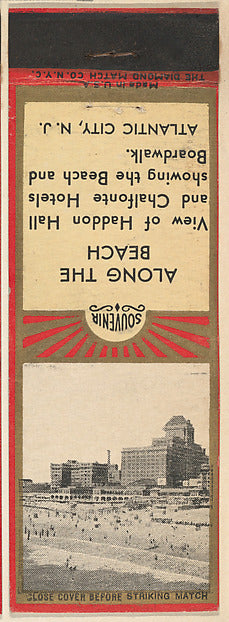 ALONG THE
BEACH
View of Haddon Hall
and Chalfonte Hotels
showing the Beach and
Boardwalk.
ATLANTIC CITY, N. J.
Made in U.S.A.
THE DIAMOND MATCH CO. N.Y.C.
SOUVENIR
CLOSE COVER BEFORE STRIKING MATCH